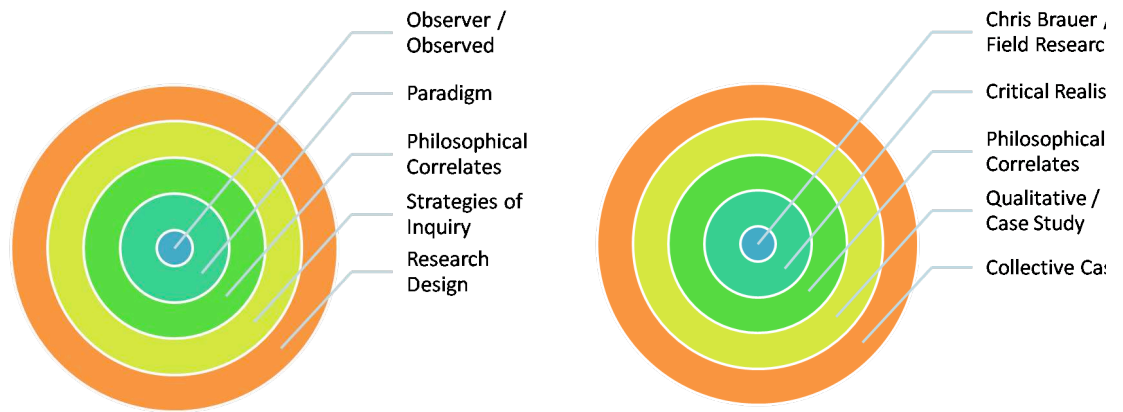 Observer /
Observed
Paradigm
Philosophical
Correlates
Strategies of
Inquiry
Research
Design
Chris Brauer /
Field Researc
Critical Realis
Philosophical
Correlates
Qualitative /
Case Study
Collective Cas